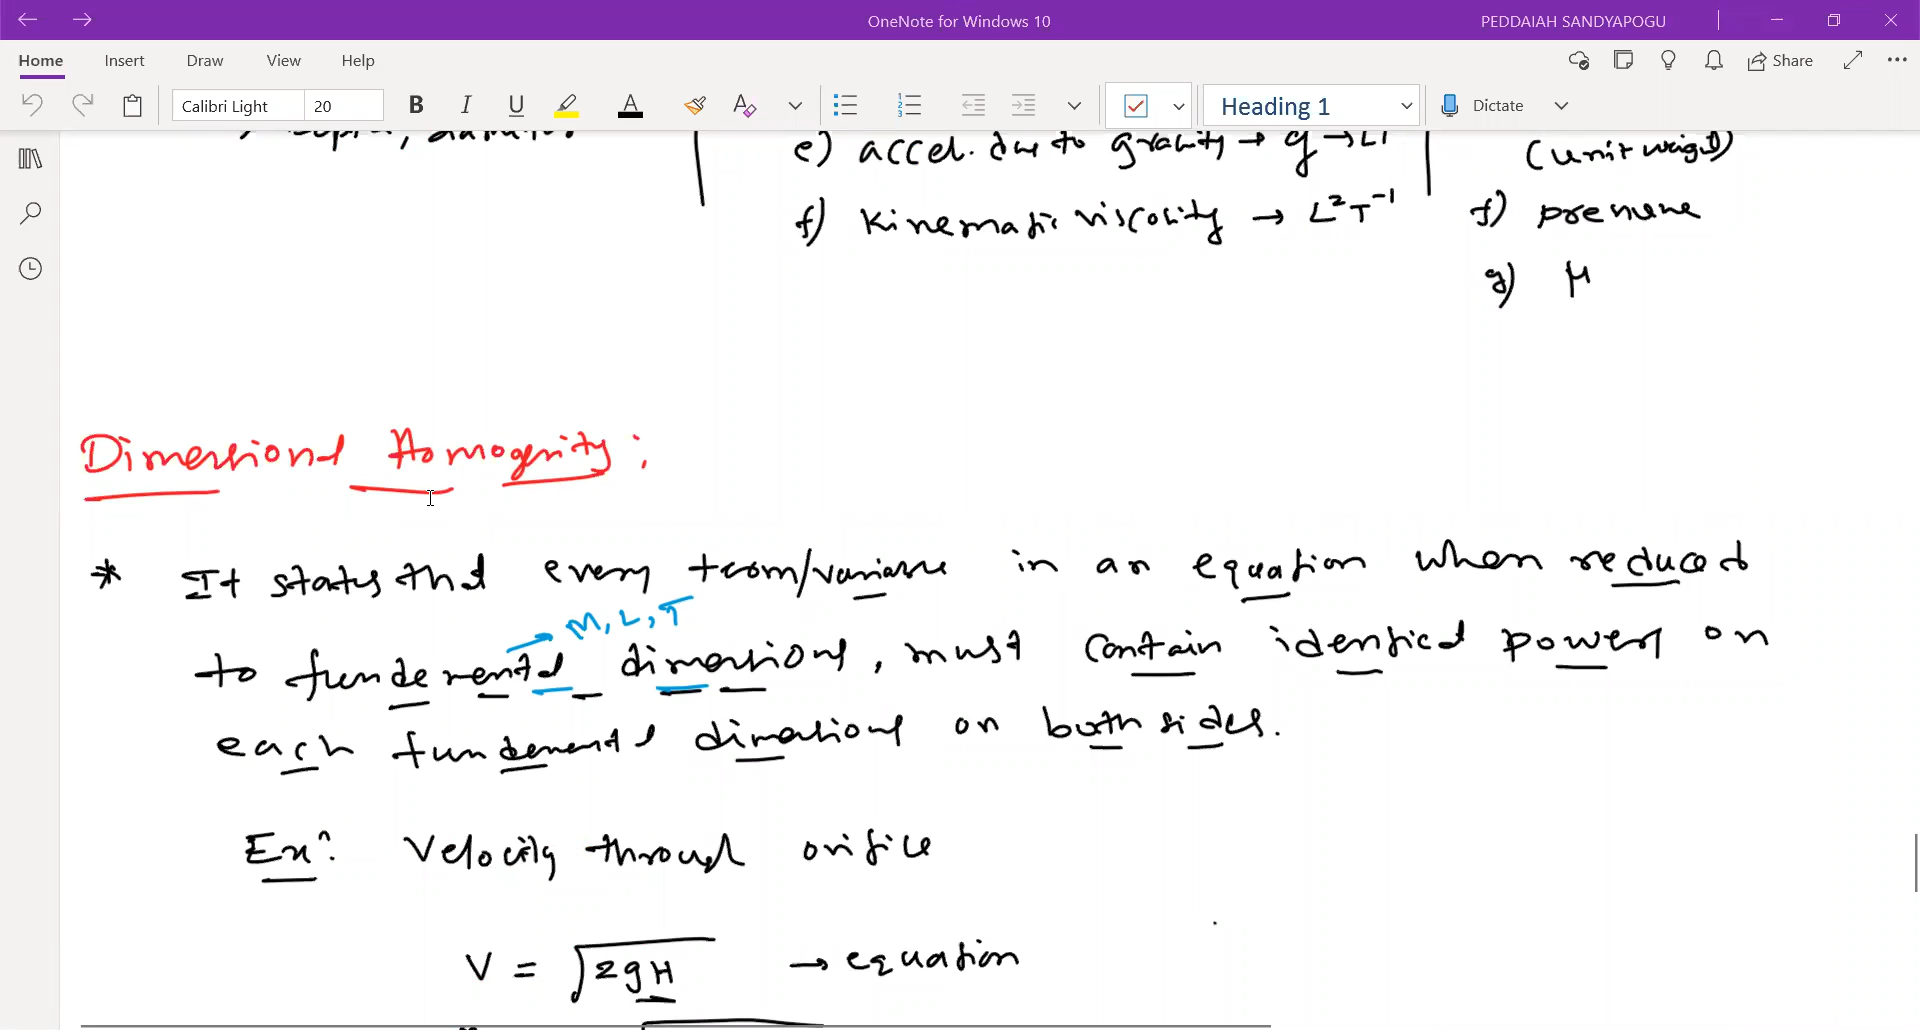 OneNote for Windows 10
PEDDAIAH SANDYAPOGU
Home Insert Draw View Help
Share
Calibri Light 20
B I U A
Heading 1
Dictate
e) accel. due to gravity → g → LT
f) Kinematic viscosity → L² T⁻¹
(unit weight)
f) pressure
g) μ
Dimensional Homogenity :
* It states that every term/variable in an equation when reduced
M, L, T
to fundemental dimensions, must contain identical powers on
each fundemental dimensions on both sides.
Ex: Velocity through orifice
V = √2gH → equation